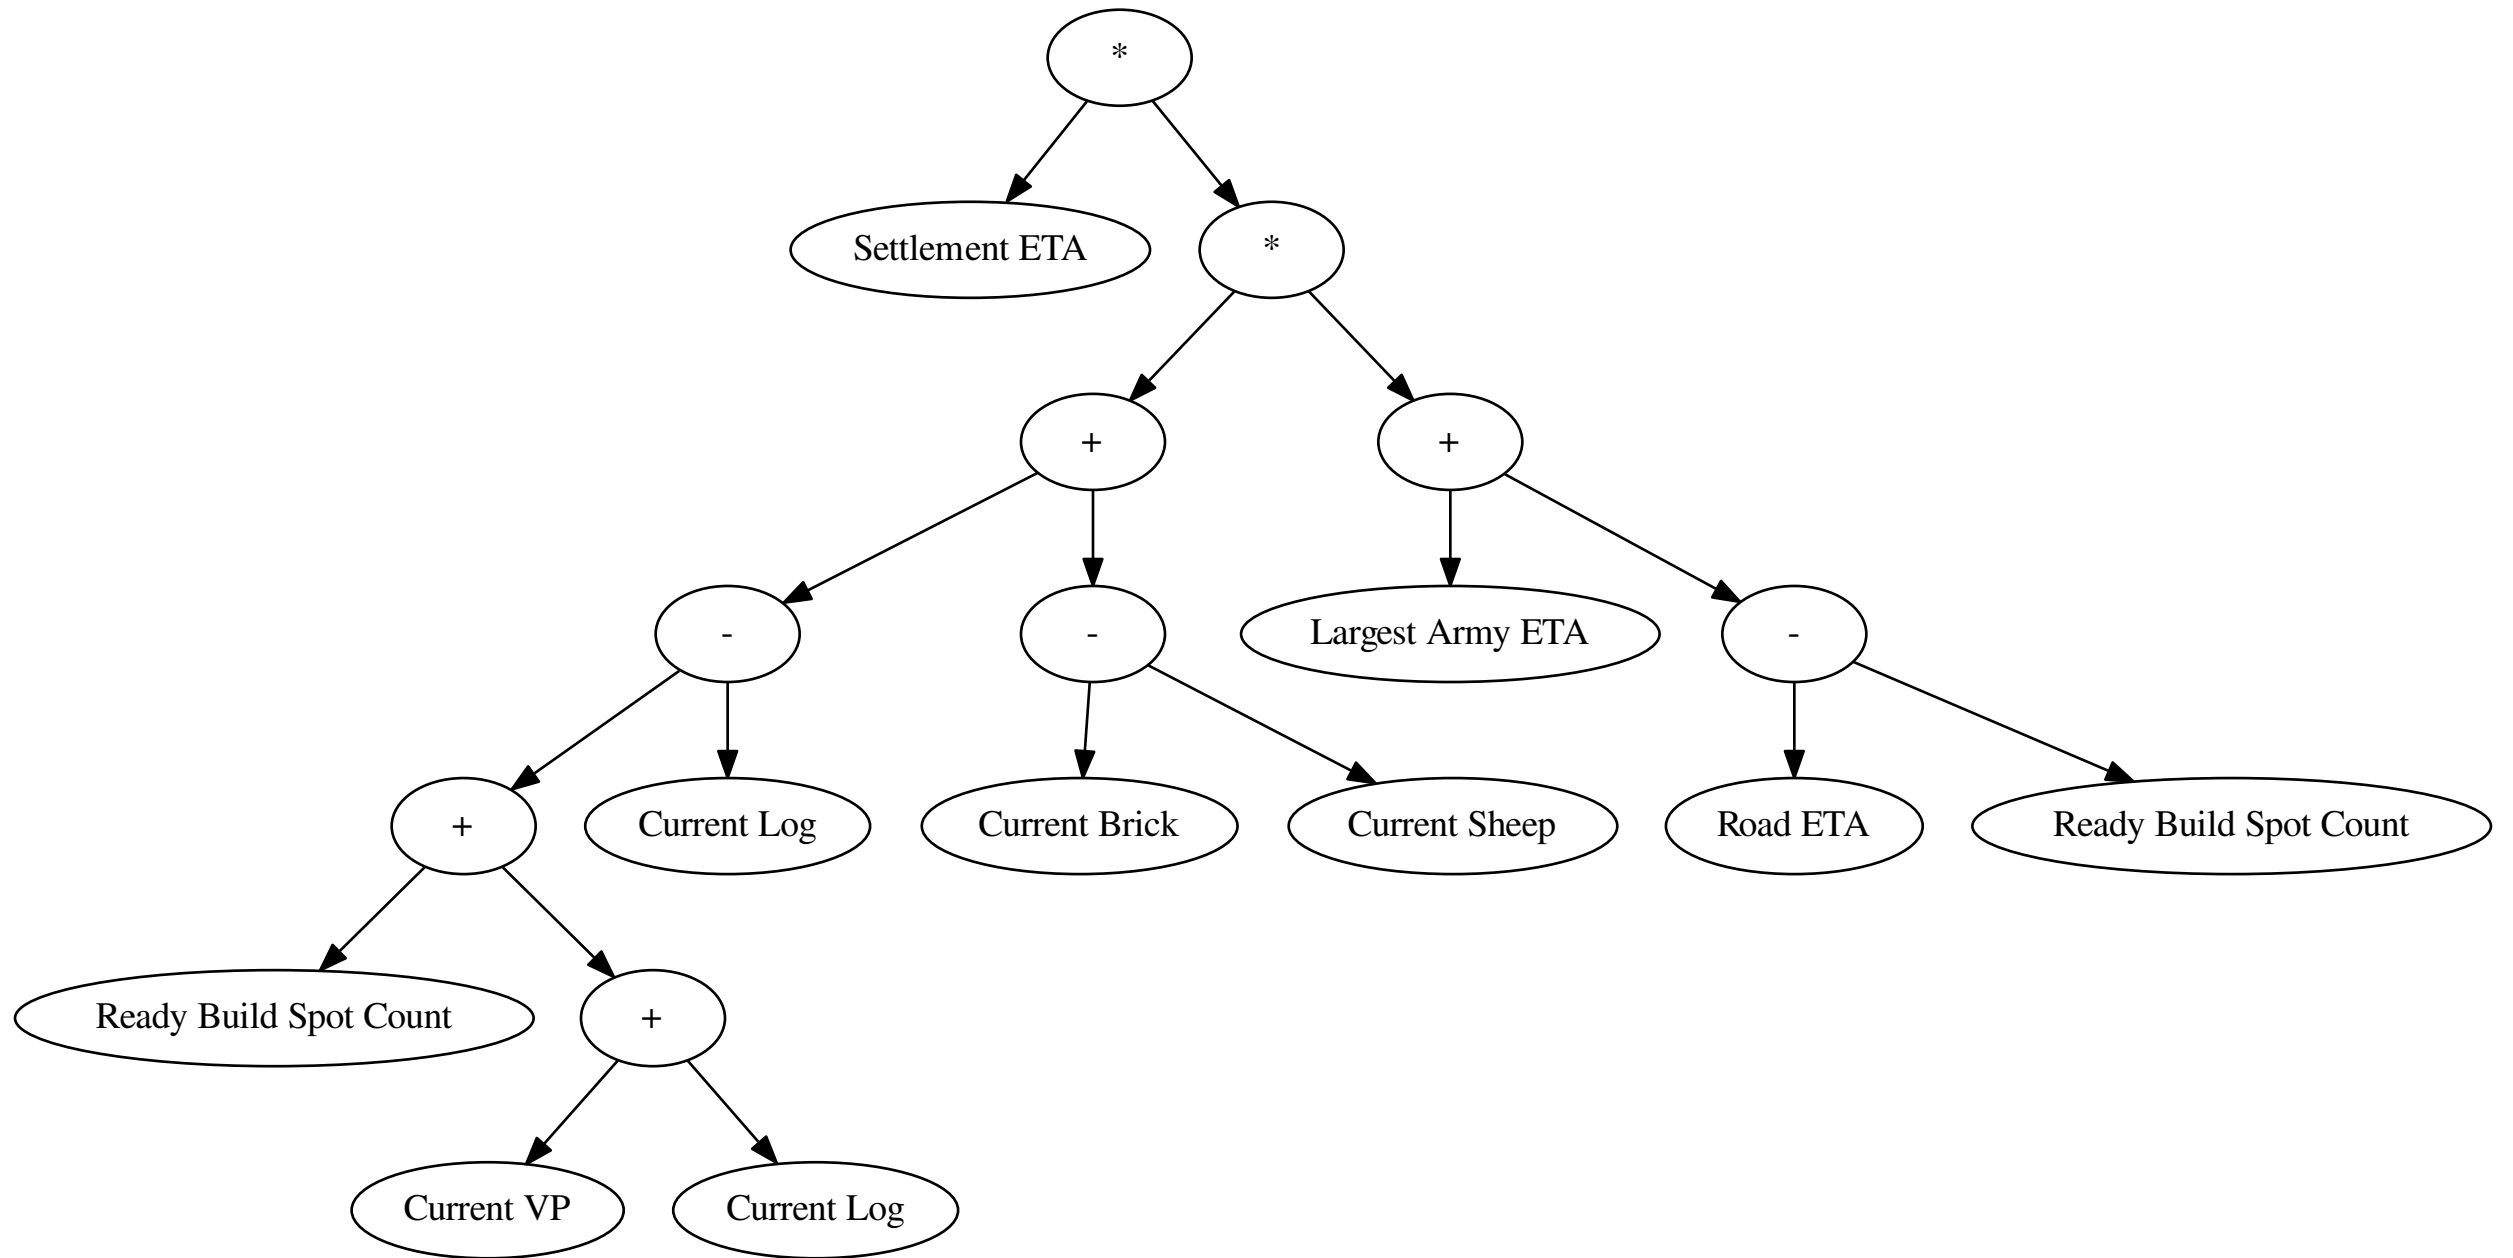 *
Settlement ETA
*
+
+
-
-
Largest Army ETA
-
+
Current Log
Current Brick
Current Sheep
Road ETA
Ready Build Spot Count
Ready Build Spot Count
+
Current VP
Current Log